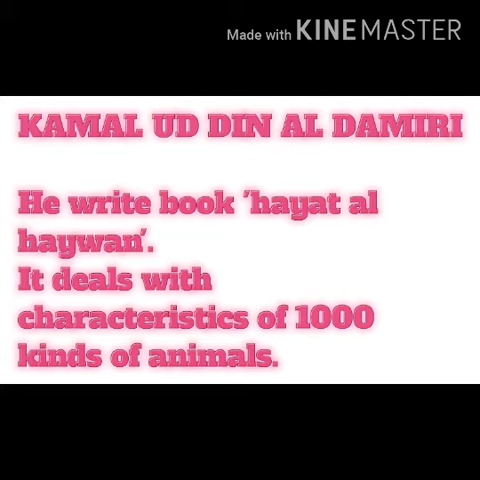 Made with KINEMASTER
KAMAL UD DIN AL DAMIRI
He write book 'hayat al
haywan'.
It deals with
characteristics of 1000
kinds of animals.